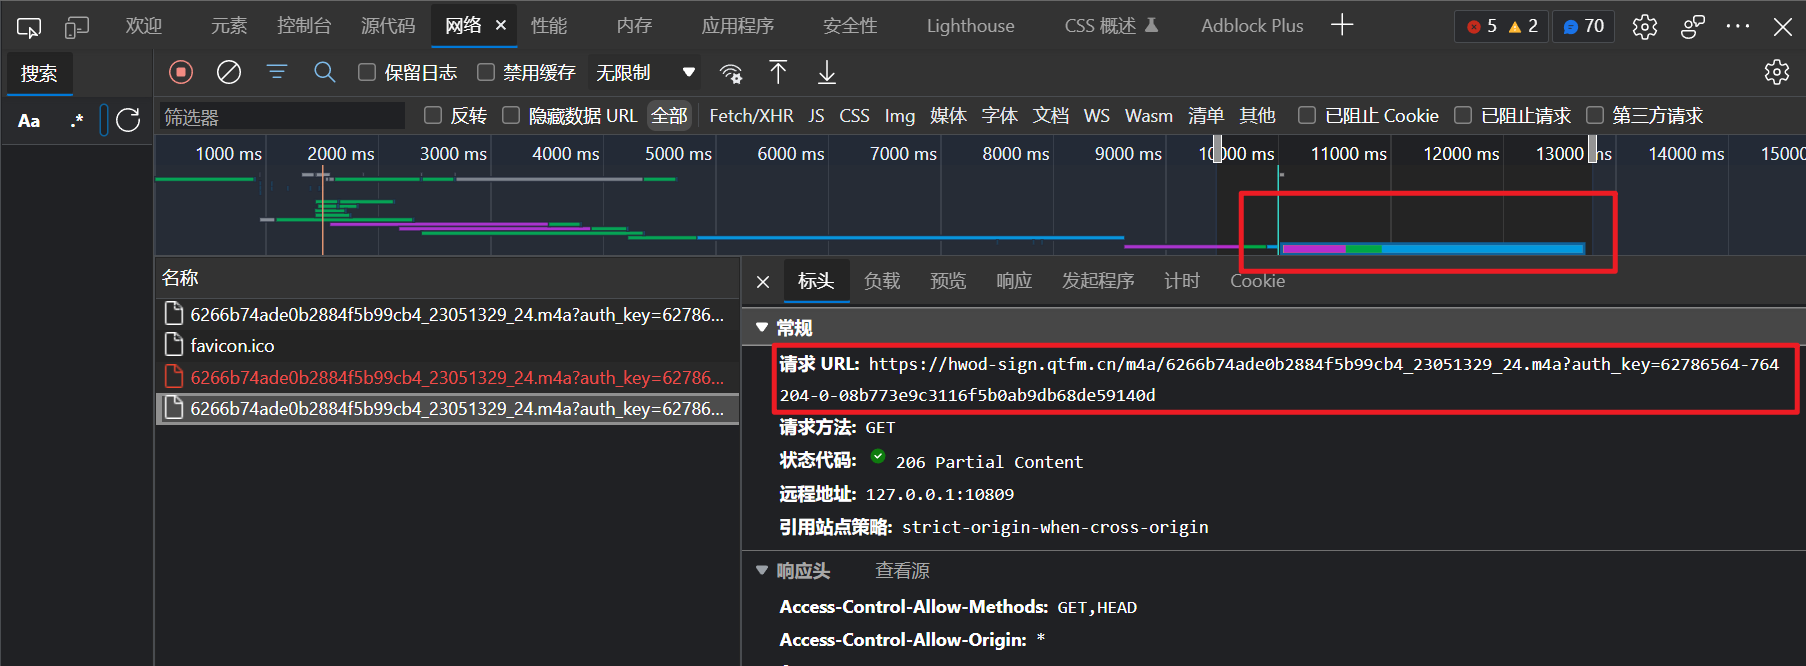 欢迎 元素 控制台 源代码 网络 性能 内存 应用程序 安全性 Lighthouse CSS 概述 Adblock Plus 5 2 70
搜索
保留日志 禁用缓存 无限制
Aa .*
筛选器 反转 隐藏数据 URL 全部 Fetch/XHR JS CSS Img 媒体 字体 文档 WS Wasm 清单 其他 已阻止 Cookie 已阻止请求 第三方请求
1000 ms 2000 ms 3000 ms 4000 ms 5000 ms 6000 ms 7000 ms 8000 ms 9000 ms 10000 ms 11000 ms 12000 ms 13000 ms 14000 ms 15000
名称
6266b74ade0b2884f5b99cb4_23051329_24.m4a?auth_key=62786...
favicon.ico
6266b74ade0b2884f5b99cb4_23051329_24.m4a?auth_key=62786...
6266b74ade0b2884f5b99cb4_23051329_24.m4a?auth_key=62786...
标头 负载 预览 响应 发起程序 计时 Cookie
常规
请求 URL: https://hwod-sign.qtfm.cn/m4a/6266b74ade0b2884f5b99cb4_23051329_24.m4a?auth_key=62786564-764
204-0-08b773e9c3116f5b0ab9db68de59140d
请求方法: GET
状态代码: 206 Partial Content
远程地址: 127.0.0.1:10809
引用站点策略: strict-origin-when-cross-origin
响应头 查看源
Access-Control-Allow-Methods: GET,HEAD
Access-Control-Allow-Origin: *